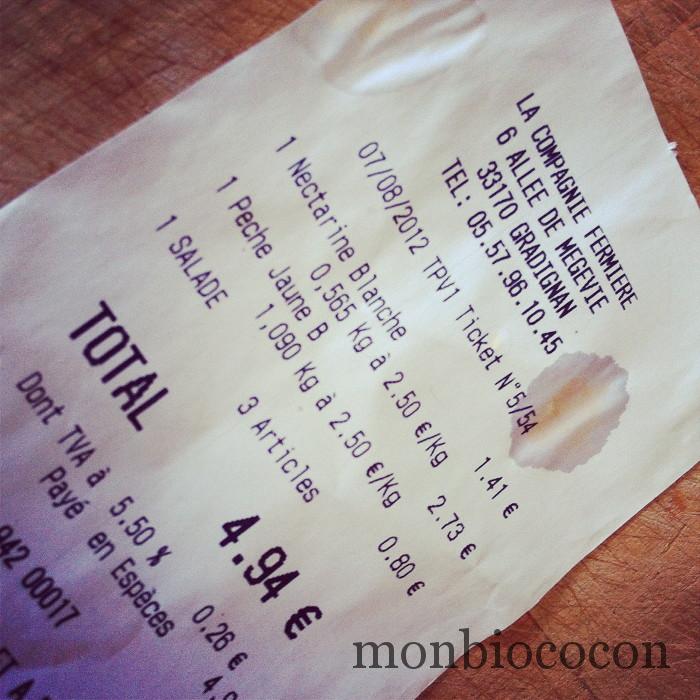 LA COMPAGNIE FERMIERE
6 ALLEE DE MEGEVIE
33170 GRADIGNAN
TEL: 05.57.96.10.45
07/08/2012 TPV1 Ticket N°5/54
1 Nectarine Blanche
0,565 Kg à 2.50 €/Kg 1.41 €
1 Peche Jaune B
1,090 Kg à 2.50 €/Kg 2.73 €
1 SALADE 0.80 €
3 Articles
TOTAL 4.94 €
Dont TVA à 5.50 % 0.26 €
Payé en Espèces
942 00017
monbiococon